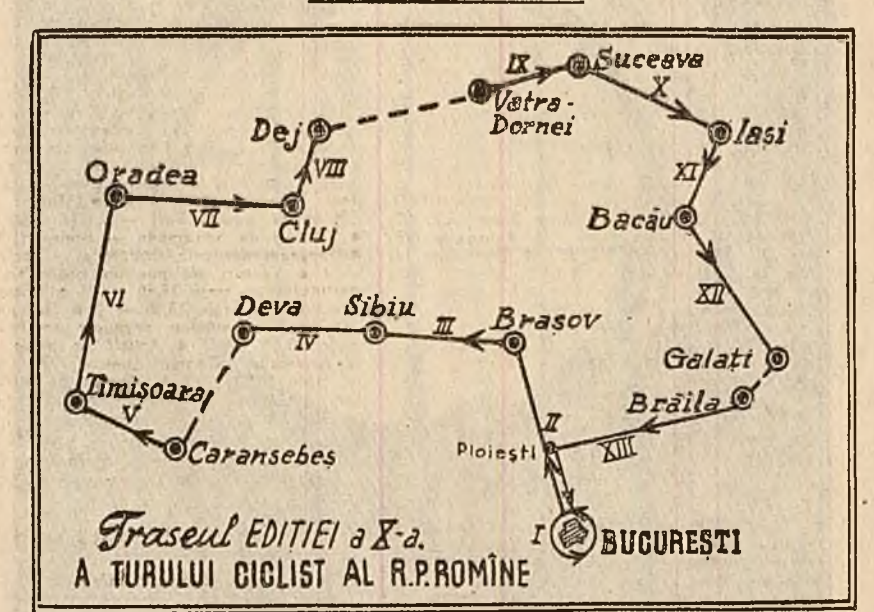 IX
Suceava
X
Vatra-
Dornei
Dej
Iași
VIII
XI
Oradea
VII
Cluj
Bacău
VI
XII
Deva
Sibiu
IV
III
Brașov
Galați
Timișoara
V
Brăila
Caransebeș
II
Ploiești
XIII
I
BUCUREȘTI
Traseul EDIȚIEI a X-a.
A TURULUI CICLIST AL R.P.ROMÎNE